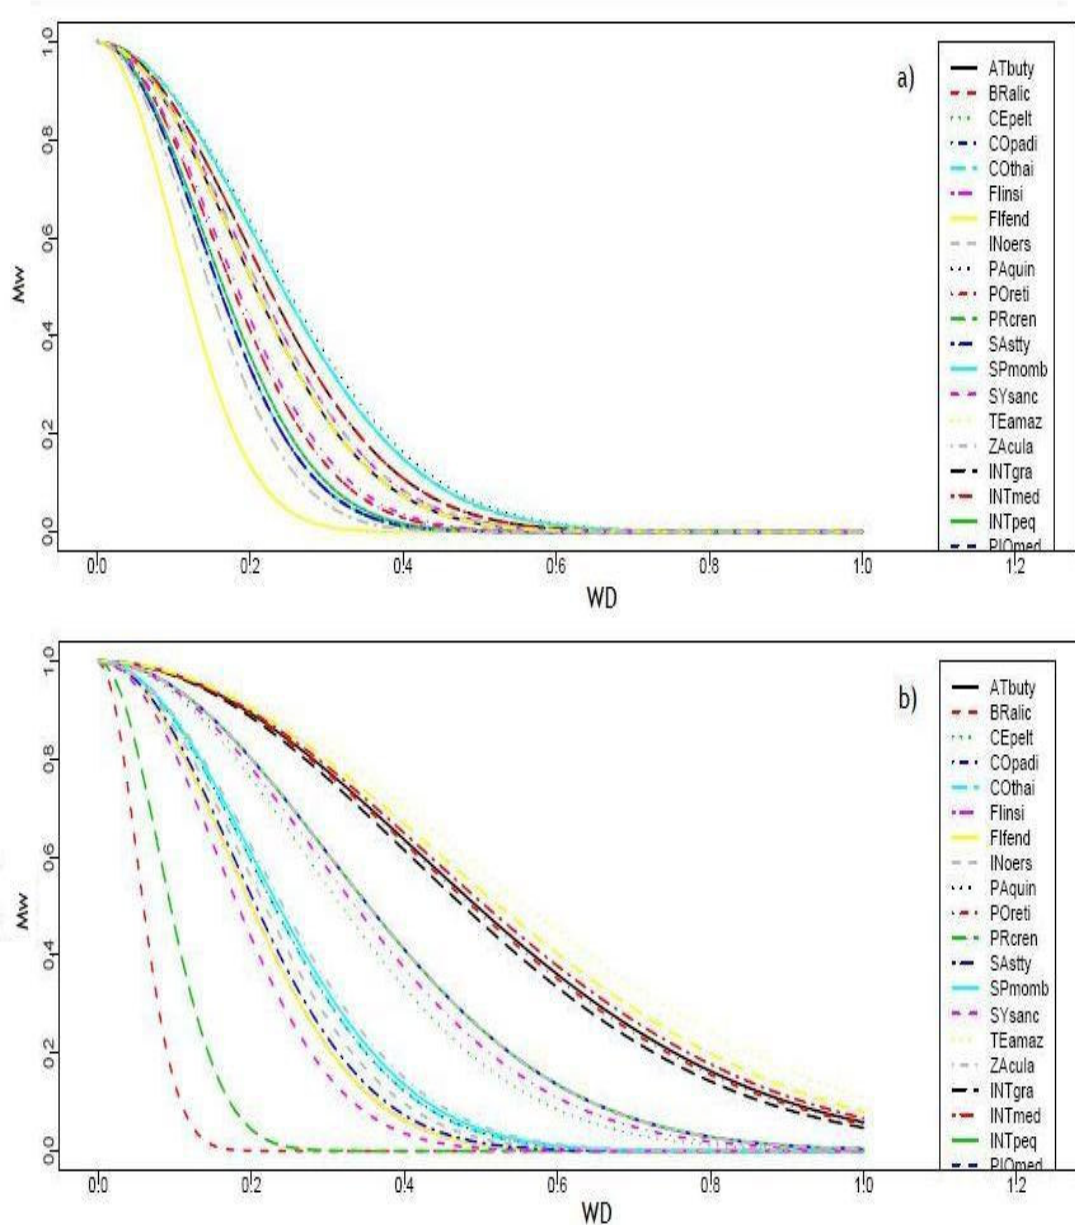 a)
1.0
0.8
0.6
0.4
0.2
0.0
Mw
0.0 0.2 0.4 0.6 0.8 1.0 1.2
WD
ATbuty
BRalic
CEpelt
COpadi
COthai
FIinsi
FIfend
INoers
PAquin
POreti
PRcren
SAstty
SPmomb
SYsanc
TEamaz
ZAcula
INTgra
INTmed
INTpeq
PIOmed
b)
1.0
0.8
0.6
0.4
0.2
0.0
Mw
0.0 0.2 0.4 0.6 0.8 1.0 1.2
WD
ATbuty
BRalic
CEpelt
COpadi
COthai
FIinsi
FIfend
INoers
PAquin
POreti
PRcren
SAstty
SPmomb
SYsanc
TEamaz
ZAcula
INTgra
INTmed
INTpeq
PIOmed